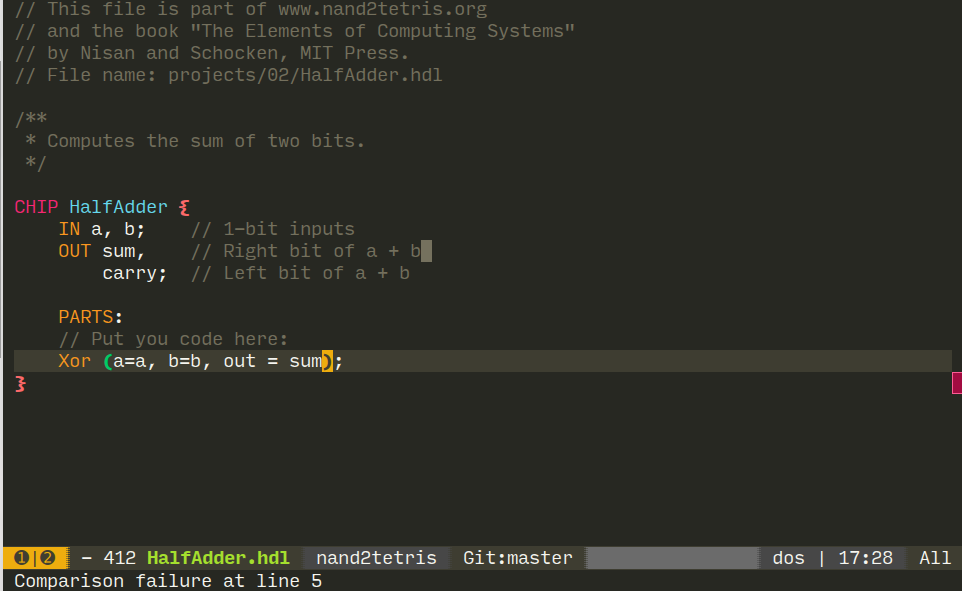 // This file is part of www.nand2tetris.org
// and the book "The Elements of Computing Systems"
// by Nisan and Schocken, MIT Press.
// File name: projects/02/HalfAdder.hdl
/**
* Computes the sum of two bits.
*/
CHIP HalfAdder {
IN a, b;    // 1-bit inputs
OUT sum,    // Right bit of a + b
carry;  // Left bit of a + b
PARTS:
// Put you code here:
Xor (a=a, b=b, out = sum);
}
①|② - 412 HalfAdder.hdl nand2tetris Git:master dos | 17:28 All
Comparison failure at line 5